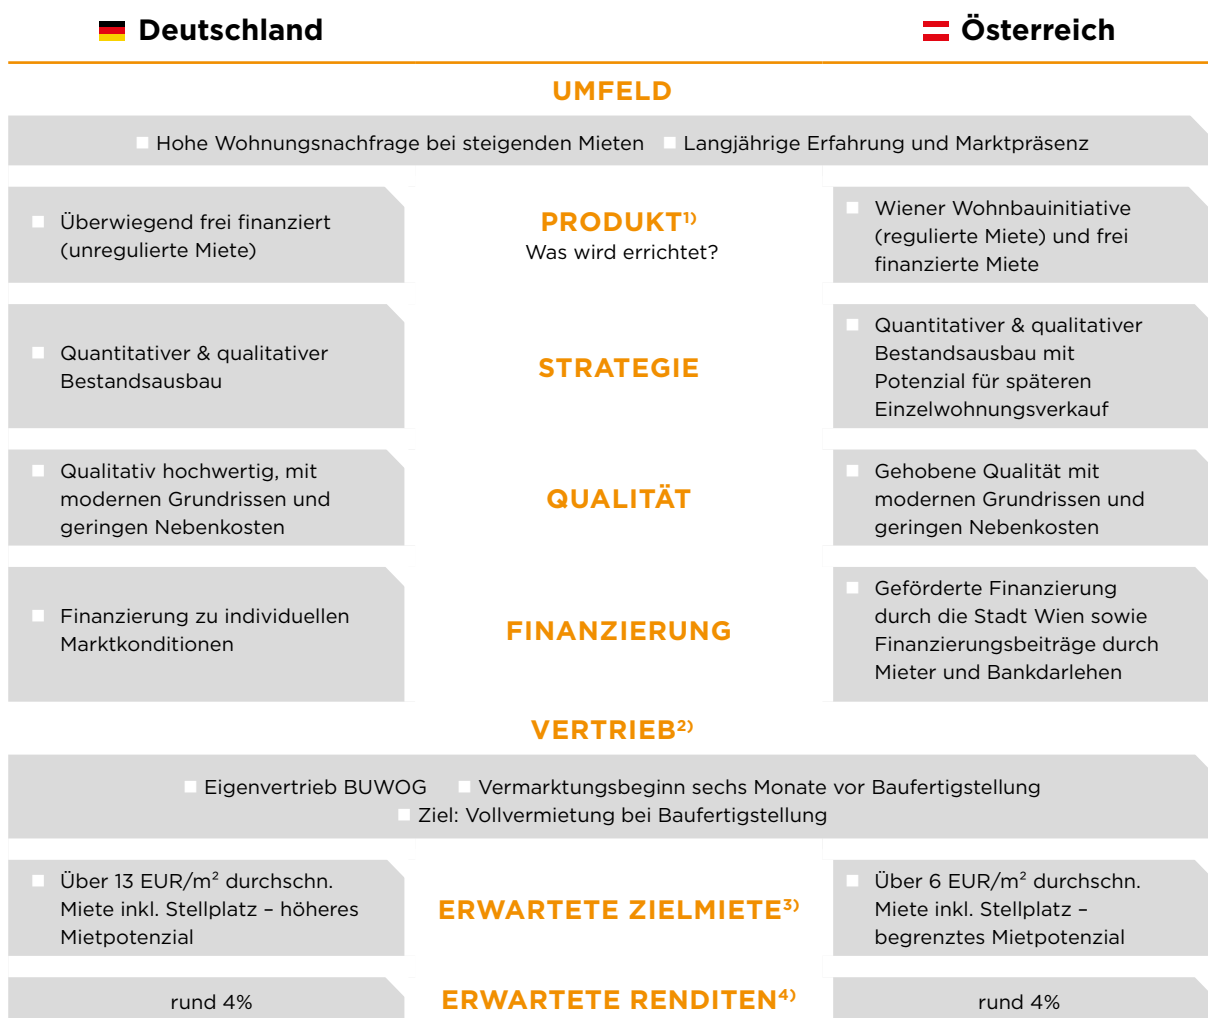 Deutschland
Österreich
UMFELD
Hohe Wohnungsnachfrage bei steigenden Mieten Langjährige Erfahrung und Marktpräsenz
Überwiegend frei finanziert
(unregulierte Miete)
PRODUKT¹⁾
Was wird errichtet?
Wiener Wohnbauinitiative
(regulierte Miete) und frei
finanzierte Miete
Quantitativer & qualitativer
Bestandsausbau
STRATEGIE
Quantitativer & qualitativer
Bestandsausbau mit
Potenzial für späteren
Einzelwohnungsverkauf
Qualitativ hochwertig, mit
modernen Grundrissen und
geringen Nebenkosten
QUALITÄT
Gehobene Qualität mit
modernen Grundrissen und
geringen Nebenkosten
Finanzierung zu individuellen
Marktkonditionen
FINANZIERUNG
Geförderte Finanzierung
durch die Stadt Wien sowie
Finanzierungsbeiträge durch
Mieter und Bankdarlehen
VERTRIEB²⁾
Eigenvertrieb BUWOG Vermarktungsbeginn sechs Monate vor Baufertigstellung
Ziel: Vollvermietung bei Baufertigstellung
Über 13 EUR/m² durchschn.
Miete inkl. Stellplatz – höheres
Mietpotenzial
ERWARTETE ZIELMIETE³⁾
Über 6 EUR/m² durchschn.
Miete inkl. Stellplatz –
begrenztes Mietpotenzial
rund 4%
ERWARTETE RENDITEN⁴⁾
rund 4%